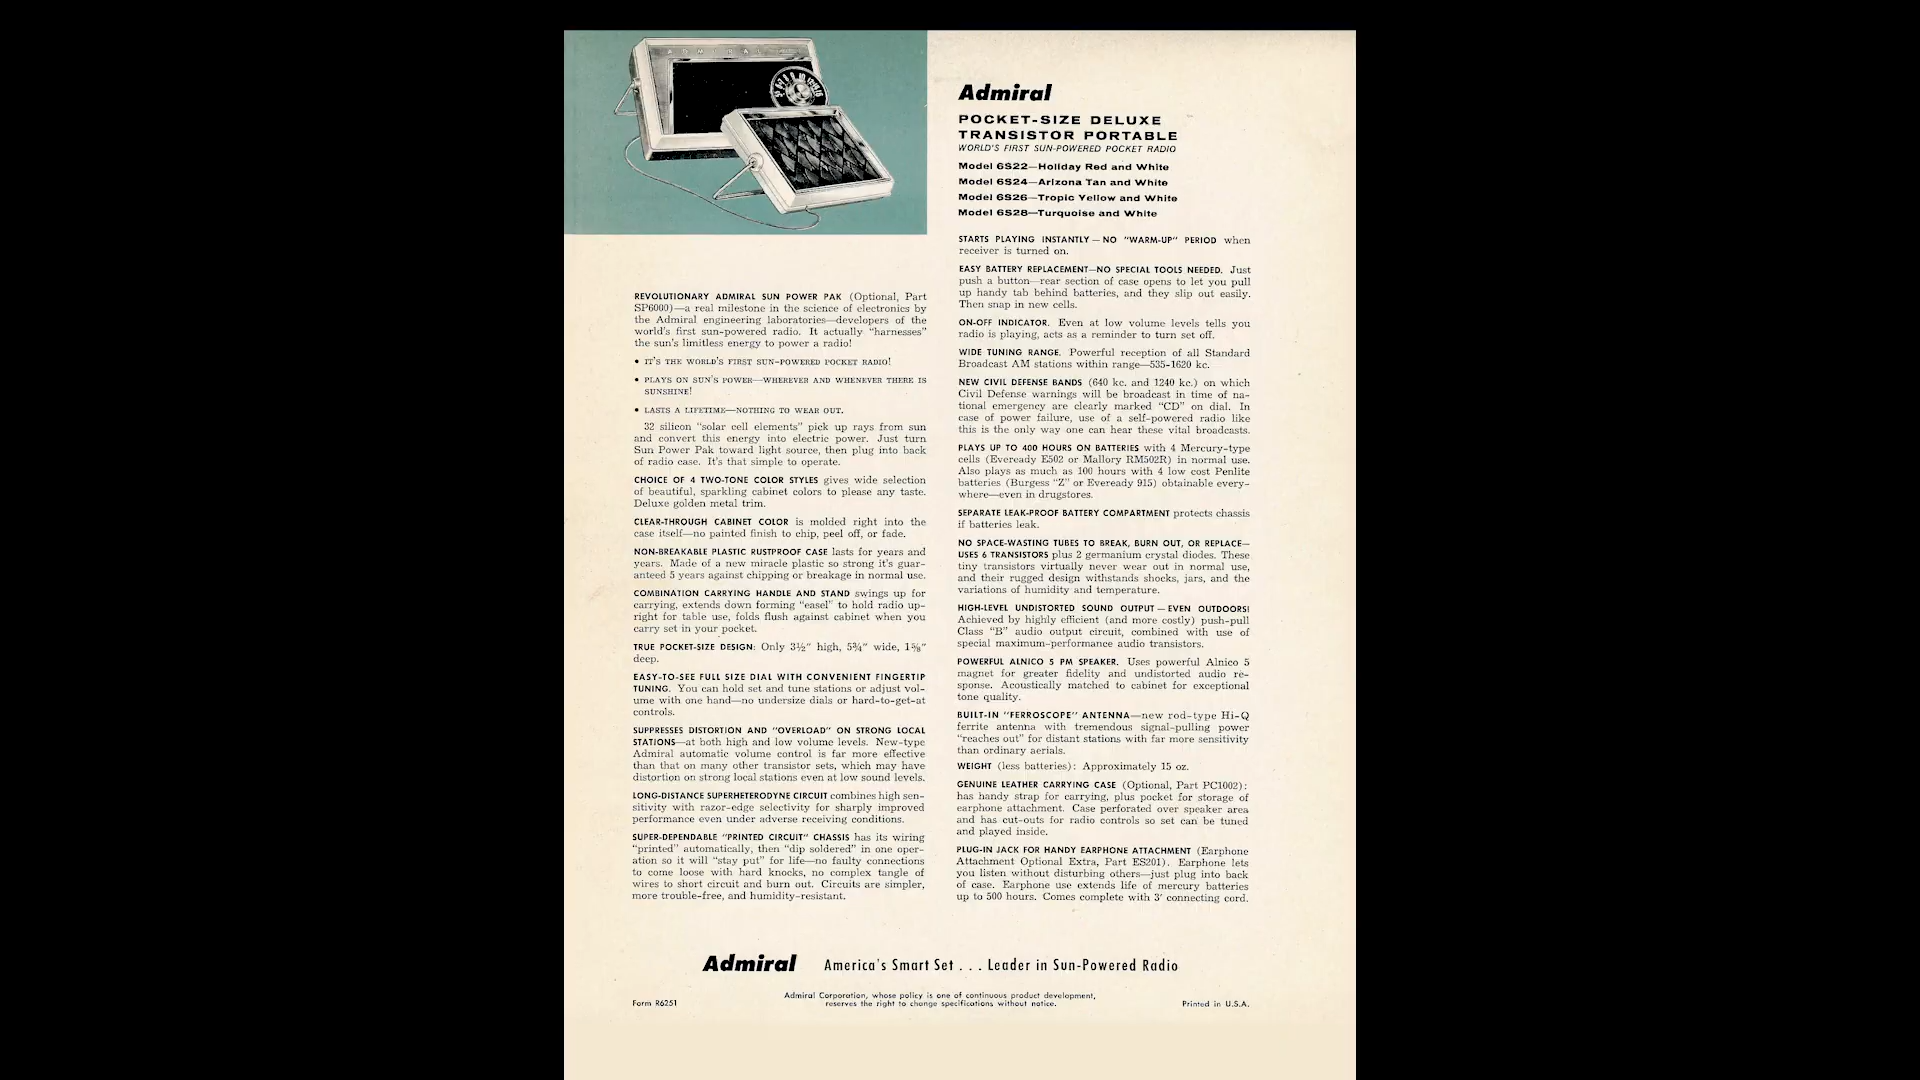 ADMIRAL
REVOLUTIONARY ADMIRAL SUN POWER PAK (Optional, Part
SP6000)—a real milestone in the science of electronics by
the Admiral engineering laboratories—developers of the
world's first sun-powered radio. It actually "harnesses"
the sun's limitless energy to power a radio!
• IT'S THE WORLD'S FIRST SUN-POWERED POCKET RADIO!
• PLAYS ON SUN'S POWER—WHEREVER AND WHENEVER THERE IS
SUNSHINE!
• LASTS A LIFETIME—NOTHING TO WEAR OUT.
32 silicon "solar cell elements" pick up rays from sun
and convert this energy into electric power. Just turn
Sun Power Pak toward light source, then plug into back
of radio case. It's that simple to operate.
CHOICE OF 4 TWO-TONE COLOR STYLES gives wide selection
of beautiful, sparkling cabinet colors to please any taste.
Deluxe golden metal trim.
CLEAR-THROUGH CABINET COLOR is molded right into the
case itself—no painted finish to chip, peel off, or fade.
NON-BREAKABLE PLASTIC RUSTPROOF CASE lasts for years and
years. Made of a new miracle plastic so strong it's guar-
anteed 5 years against chipping or breakage in normal use.
COMBINATION CARRYING HANDLE AND STAND swings up for
carrying, extends down forming "easel" to hold radio up-
right for table use, folds flush against cabinet when you
carry set in your pocket.
TRUE POCKET-SIZE DESIGN: Only 3½" high, 5¾" wide, 1⅝"
deep.
EASY-TO-SEE FULL SIZE DIAL WITH CONVENIENT FINGERTIP
TUNING. You can hold set and tune stations or adjust vol-
ume with one hand—no undersize dials or hard-to-get-at
controls.
SUPPRESSES DISTORTION AND "OVERLOAD" ON STRONG LOCAL
STATIONS—at both high and low volume levels. New-type
Admiral automatic volume control is far more effective
than that on many other transistor sets, which may have
distortion on strong local stations even at low sound levels.
LONG-DISTANCE SUPERHETERODYNE CIRCUIT combines high sen-
sitivity with razor-edge selectivity for sharply improved
performance even under adverse receiving conditions.
SUPER-DEPENDABLE "PRINTED CIRCUIT" CHASSIS has its wiring
"printed" automatically, then "dip soldered" in one oper-
ation so it will "stay put" for life—no faulty connections
to come loose with hard knocks, no complex tangle of
wires to short circuit and burn out. Circuits are simpler,
more trouble-free, and humidity-resistant.
Admiral
POCKET-SIZE DELUXE
TRANSISTOR PORTABLE
WORLD'S FIRST SUN-POWERED POCKET RADIO
Model 6S22—Holiday Red and White
Model 6S24—Arizona Tan and White
Model 6S26—Tropic Yellow and White
Model 6S28—Turquoise and White
STARTS PLAYING INSTANTLY—NO "WARM-UP" PERIOD when
receiver is turned on.
EASY BATTERY REPLACEMENT—NO SPECIAL TOOLS NEEDED. Just
push a button—rear section of case opens to let you pull
up handy tab behind batteries, and they slip out easily.
Then snap in new cells.
ON-OFF INDICATOR. Even at low volume levels tells you
radio is playing, acts as a reminder to turn set off.
WIDE TUNING RANGE. Powerful reception of all Standard
Broadcast AM stations within range—535-1620 kc.
NEW CIVIL DEFENSE BANDS (640 kc. and 1240 kc.) on which
Civil Defense warnings will be broadcast in time of na-
tional emergency are clearly marked "CD" on dial. In
case of power failure, use of a self-powered radio like
this is the only way one can hear these vital broadcasts.
PLAYS UP TO 400 HOURS ON BATTERIES with 4 Mercury-type
cells (Eveready E502 or Mallory RM502R) in normal use.
Also plays as much as 100 hours with 4 low cost Penlite
batteries (Burgess "Z" or Eveready 915) obtainable every-
where—even in drugstores.
SEPARATE LEAK-PROOF BATTERY COMPARTMENT protects chassis
if batteries leak.
NO SPACE-WASTING TUBES TO BREAK, BURN OUT, OR REPLACE—
USES 6 TRANSISTORS plus 2 germanium crystal diodes. These
tiny transistors virtually never wear out in normal use,
and their rugged design withstands shocks, jars, and the
variations of humidity and temperature.
HIGH-LEVEL UNDISTORTED SOUND OUTPUT—EVEN OUTDOORS!
Achieved by highly efficient (and more costly) push-pull
Class "B" audio output circuit, combined with use of
special maximum-performance audio transistors.
POWERFUL ALNICO 5 PM SPEAKER. Uses powerful Alnico 5
magnet for greater fidelity and undistorted audio re-
sponse. Acoustically matched to cabinet for exceptional
tone quality.
BUILT-IN "FERROSCOPE" ANTENNA—new rod-type Hi-Q
ferrite antenna with tremendous signal-pulling power
"reaches out" for distant stations with far more sensitivity
than ordinary aerials.
WEIGHT (less batteries): Approximately 15 oz.
GENUINE LEATHER CARRYING CASE (Optional, Part PC1002):
has handy strap for carrying, plus pocket for storage of
earphone attachment. Case perforated over speaker area
and has cut-outs for radio controls so set can be tuned
and played inside.
PLUG-IN JACK FOR HANDY EARPHONE ATTACHMENT (Earphone
Attachment Optional Extra, Part ES201). Earphone lets
you listen without disturbing others—just plug into back
of case. Earphone use extends life of mercury batteries
up to 500 hours. Comes complete with 3' connecting cord.
Admiral America's Smart Set . . . Leader in Sun-Powered Radio
Admiral Corporation, whose policy is one of continuous product development,
reserves the right to change specifications without notice.
Form R6251
Printed in U.S.A.